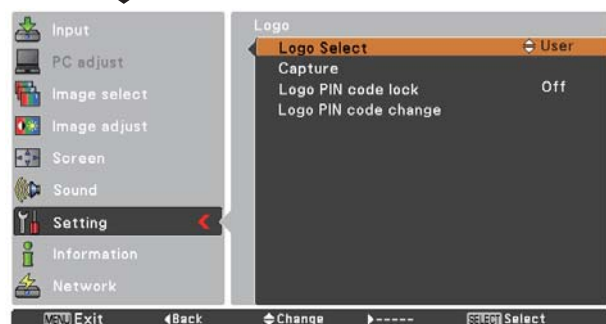 Input
PC adjust
Image select
Image adjust
Screen
Sound
Setting
Information
Network
Logo
Logo Select User
Capture
Logo PIN code lock Off
Logo PIN code change
MENU Exit Back Change ----- SELECT Select